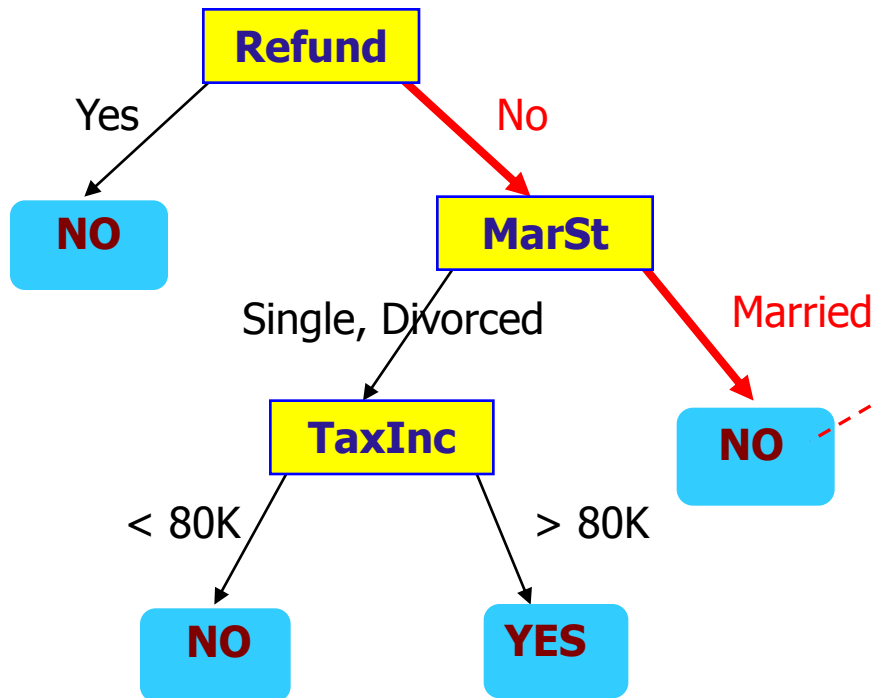 Refund
Yes
No
NO
MarSt
Single, Divorced
Married
TaxInc
NO
< 80K
> 80K
NO
YES